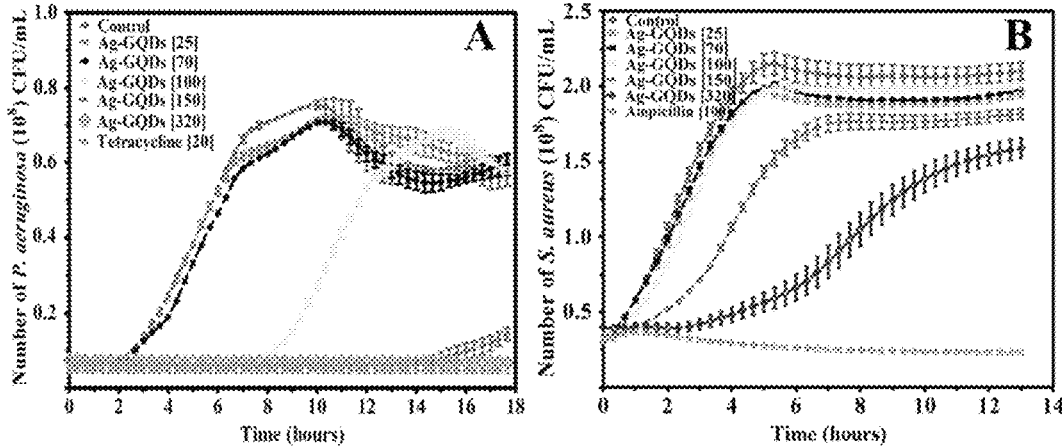 A
Number of P. aeruginosa (10⁸) CFU/mL
1.0
0.8
0.6
0.4
0.2
Control
Ag-GQDs [25]
Ag-GQDs [70]
Ag-GQDs [100]
Ag-GQDs [150]
Ag-GQDs [320]
Tetracycline [20]
0 2 4 6 8 10 12 14 16 18
Time (hours)
B
Number of S. aureus (10⁸) CFU/mL
2.5
2.0
1.5
1.0
0.5
0.0
Control
Ag-GQDs [25]
Ag-GQDs [70]
Ag-GQDs [100]
Ag-GQDs [150]
Ag-GQDs [320]
Ampicillin
0 2 4 6 8 10 12 14
Time (hours)